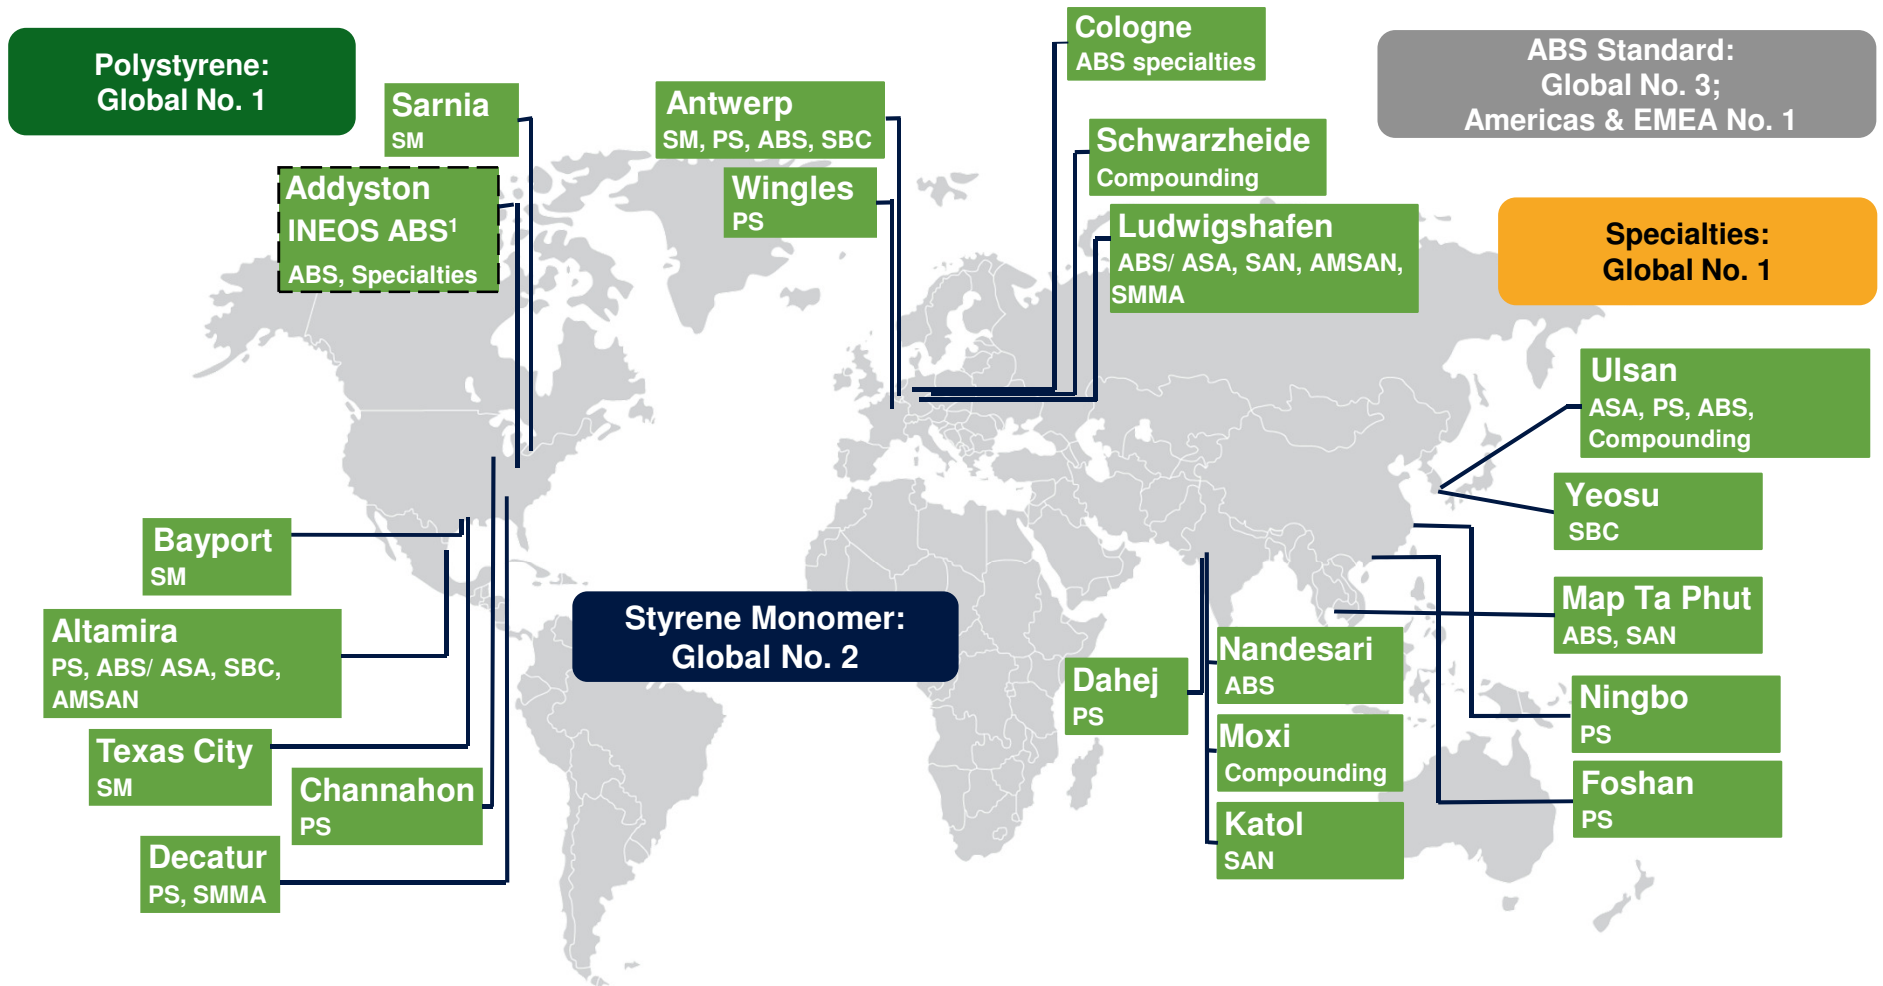 Polystyrene:
Global No. 1
Sarnia
SM
Addyston
INEOS ABS¹
ABS, Specialties
Antwerp
SM, PS, ABS, SBC
Wingles
PS
Cologne
ABS specialties
Schwarzheide
Compounding
Ludwigshafen
ABS/ ASA, SAN, AMSAN,
SMMA
ABS Standard:
Global No. 3;
Americas & EMEA No. 1
Specialties:
Global No. 1
Ulsan
ASA, PS, ABS,
Compounding
Yeosu
SBC
Map Ta Phut
ABS, SAN
Ningbo
PS
Foshan
PS
Bayport
SM
Altamira
PS, ABS/ ASA, SBC,
AMSAN
Texas City
SM
Channahon
PS
Decatur
PS, SMMA
Styrene Monomer:
Global No. 2
Dahej
PS
Nandesari
ABS
Moxi
Compounding
Katol
SAN